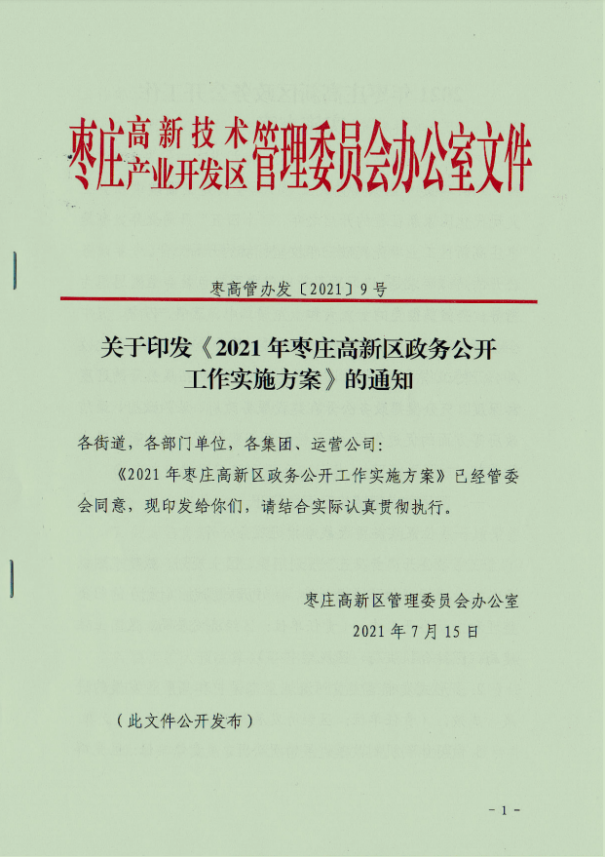 枣庄高新技术产业开发区管理委员会办公室文件
枣高管办发〔2021〕9号
关于印发《2021年枣庄高新区政务公开
工作实施方案》的通知
各街道，各部门单位，各集团、运营公司：
《2021年枣庄高新区政务公开工作实施方案》已经管委
会同意，现印发给你们，请结合实际认真贯彻执行。
枣庄高新区管理委员会办公室
2021年7月15日
（此文件公开发布）
- 1 -